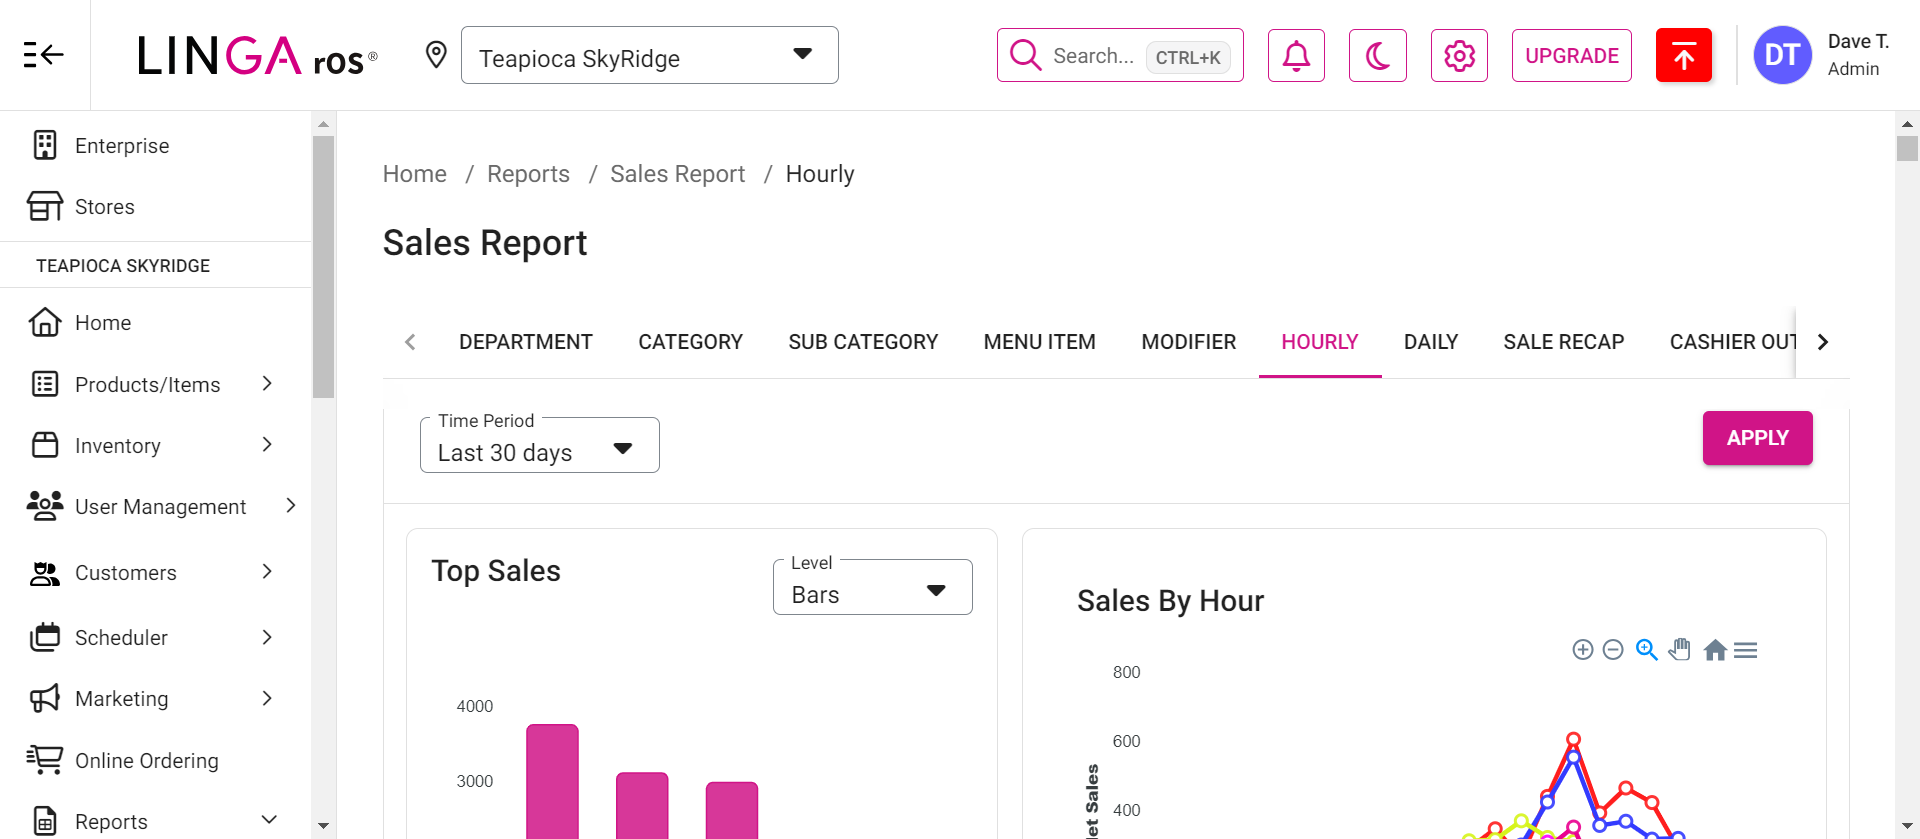 LINGA ros®
Teapioca SkyRidge
Search... CTRL+K
UPGRADE
DT
Dave T.
Admin
Enterprise
Stores
TEAPIOCA SKYRIDGE
Home
Products/Items
Inventory
User Management
Customers
Scheduler
Marketing
Online Ordering
Reports
Home / Reports / Sales Report / Hourly
Sales Report
DEPARTMENT CATEGORY SUB CATEGORY MENU ITEM MODIFIER HOURLY DAILY SALE RECAP CASHIER OUT
Time Period
Last 30 days
APPLY
Top Sales
Level
Bars
4000
3000
Sales By Hour
800
600
400
et Sales